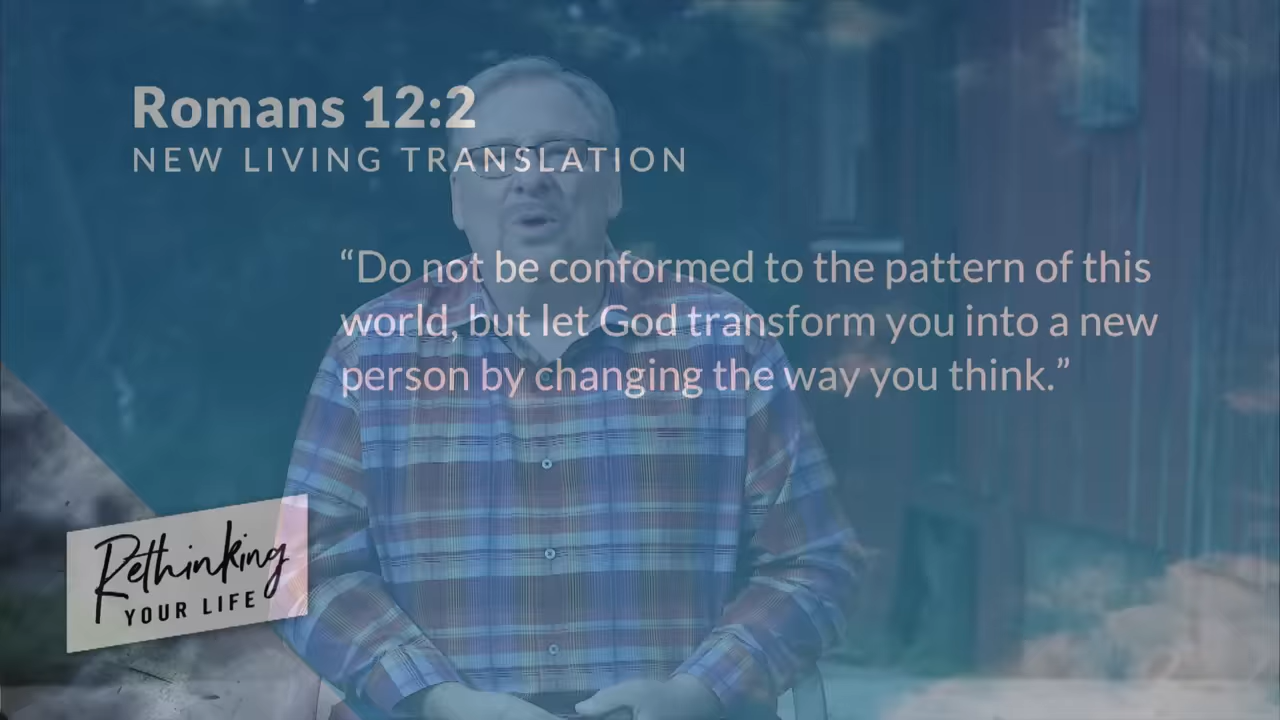 Romans 12:2
NEW LIVING TRANSLATION
“Do not be conformed to the pattern of this
world, but let God transform you into a new
person by changing the way you think.”
Rethinking
YOUR LIFE